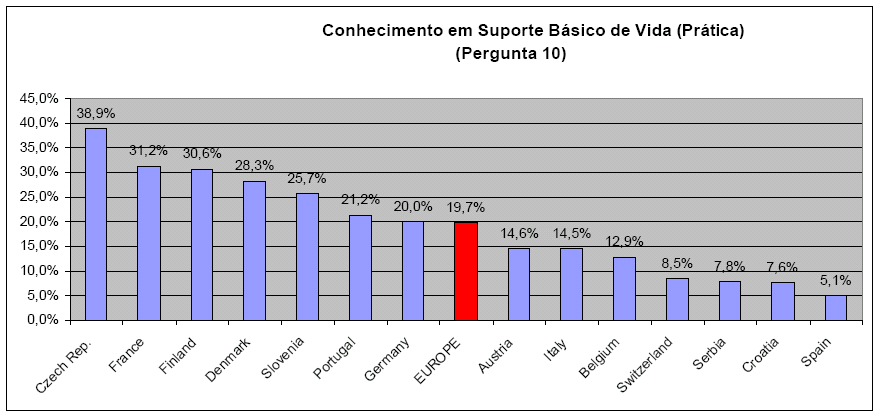 Conhecimento em Suporte Básico de Vida (Prática)
(Pergunta 10)
45,0%
40,0%
35,0%
30,0%
25,0%
20,0%
15,0%
10,0%
5,0%
0,0%
38,9%
31,2%
30,6%
28,3%
25,7%
21,2%
20,0%
19,7%
14,6%
14,5%
12,9%
8,5%
7,8%
7,6%
5,1%
Czech Rep.
France
Finland
Denmark
Slovenia
Portugal
Germany
EUROPE
Austria
Italy
Belgium
Switzerland
Serbia
Croatia
Spain